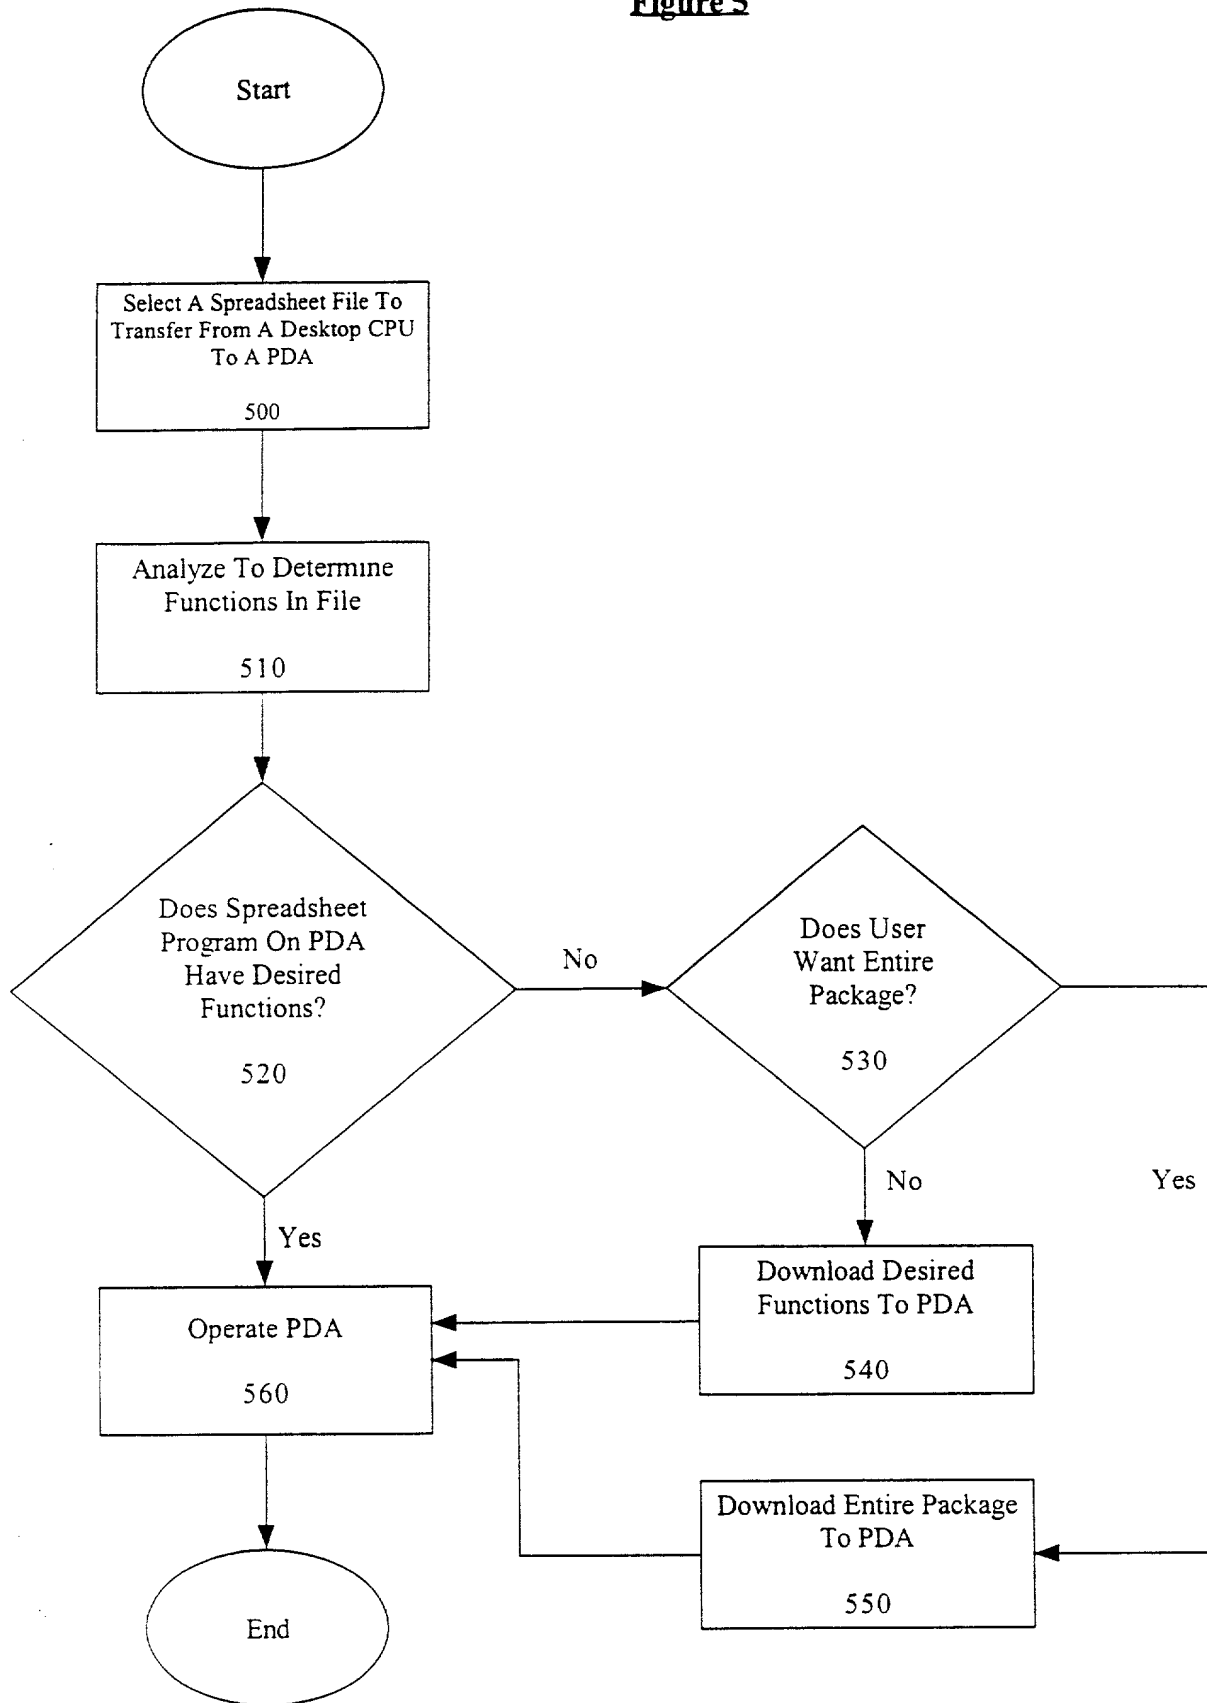 Figure 5
Start
Select A Spreadsheet File To
Transfer From A Desktop CPU
To A PDA
500
Analyze To Determine
Functions In File
510
Does Spreadsheet
Program On PDA
Have Desired
Functions?
520
No
Does User
Want Entire
Package?
530
No
Yes
Yes
Download Desired
Functions To PDA
540
Operate PDA
560
Download Entire Package
To PDA
550
End